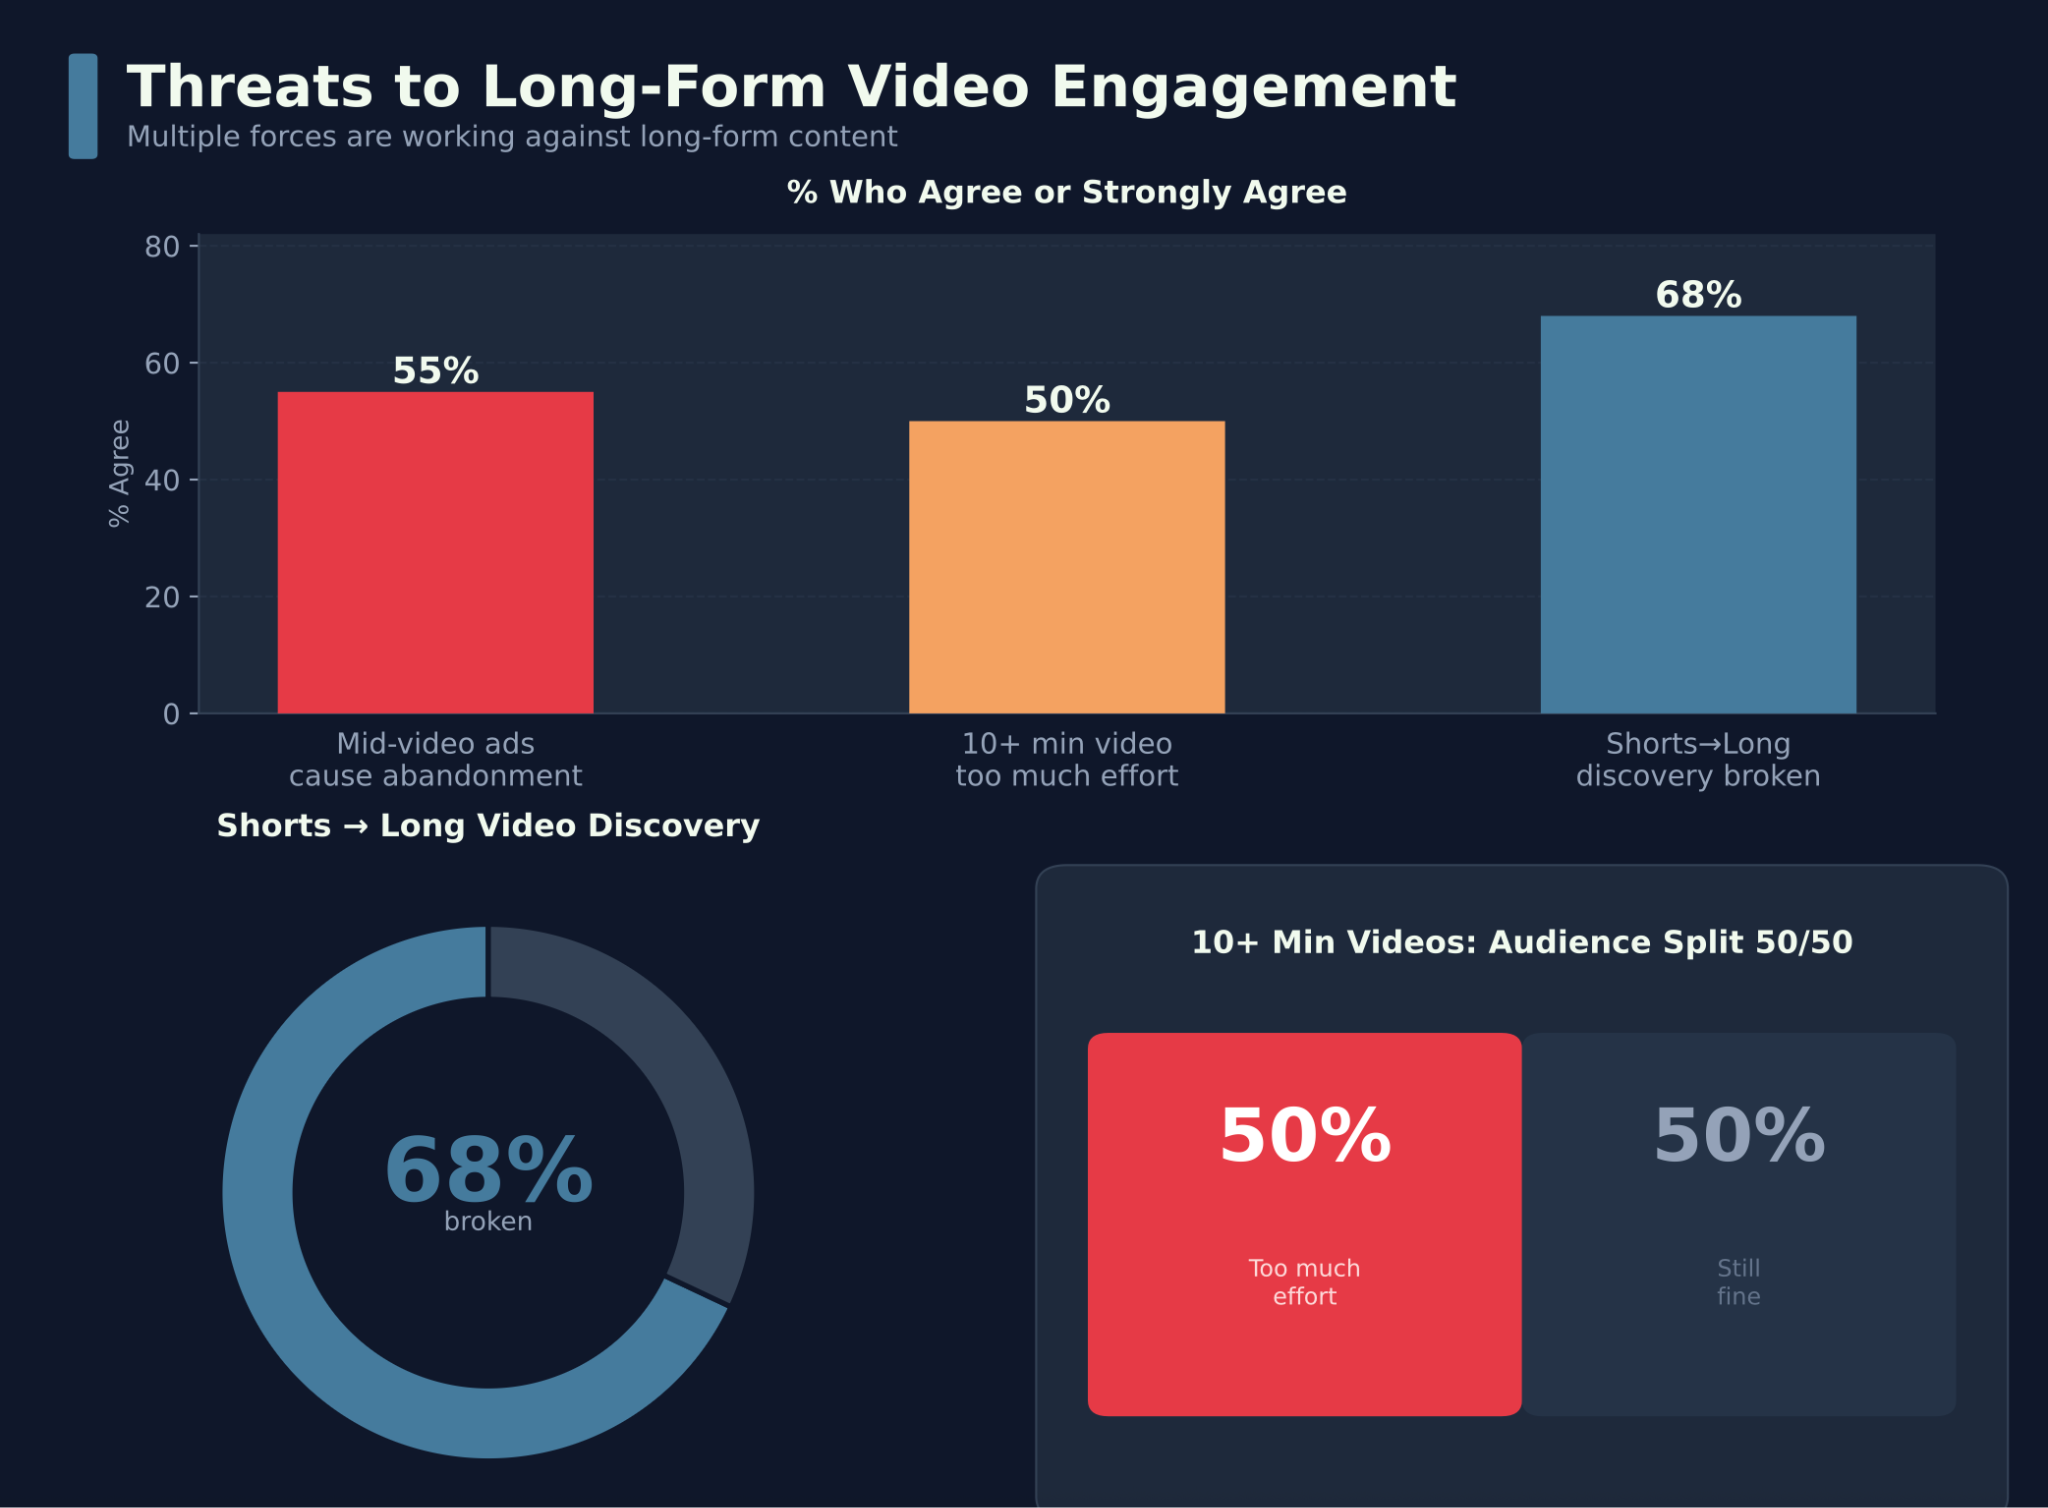 Threats to Long-Form Video Engagement
Multiple forces are working against long-form content
% Who Agree or Strongly Agree
% Agree
80
60
40
20
0
55%
50%
68%
Mid-video ads
cause abandonment
10+ min video
too much effort
Shorts→Long
discovery broken
Shorts → Long Video Discovery
68%
broken
10+ Min Videos: Audience Split 50/50
50%
Too much
effort
50%
Still
fine